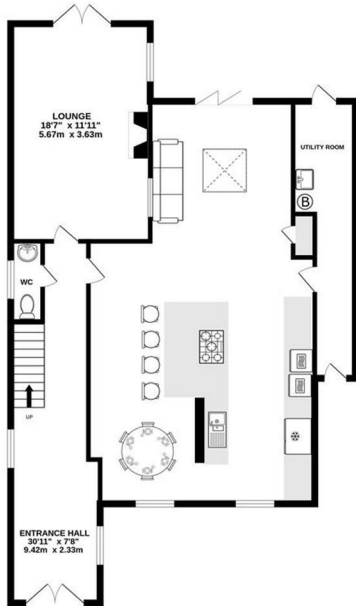 LOUNGE
18'7" x 11'11"
5.67m x 3.63m
UTILITY ROOM
B
WC
UP
ENTRANCE HALL
30'11" x 7'8"
9.42m x 2.33m